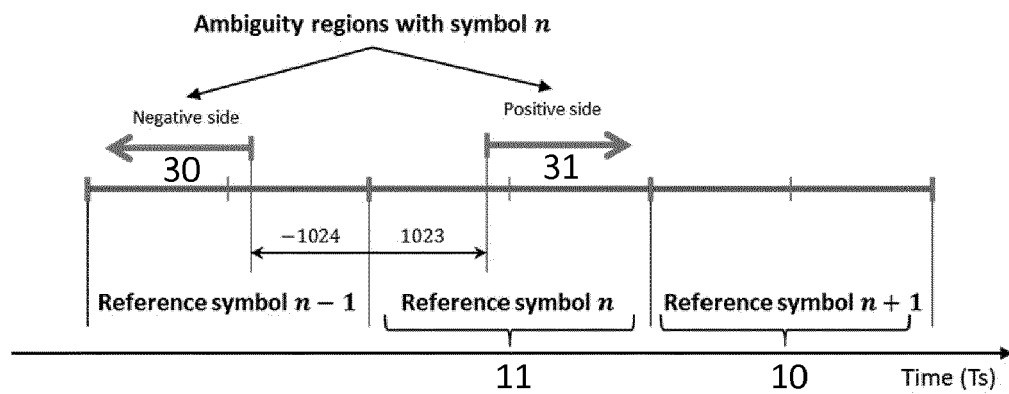 Ambiguity regions with symbol n
Negative side
Positive side
30
31
−1024
1023
Reference symbol n − 1
Reference symbol n
Reference symbol n + 1
11
10
Time (Ts)